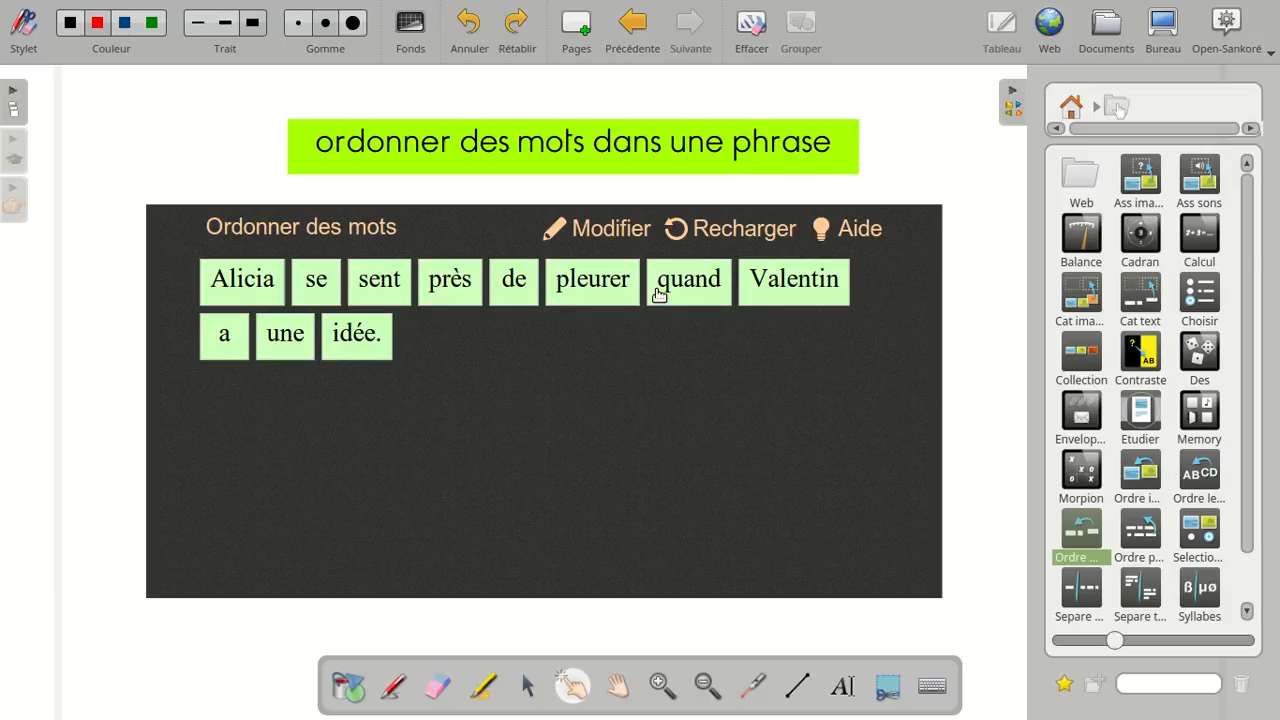 Stylet Couleur Trait Gomme Fonds Annuler Rétablir Pages Précédente Suivante Effacer Grouper Tableau Web Documents Bureau Open-Sankoré
ordonner des mots dans une phrase
Ordonner des mots Modifier Recharger Aide
Alicia se sent près de pleurer quand Valentin
a une idée.
Web Ass ima... Ass sons
Balance Cadran Calcul
Cat ima... Cat text Choisir
Collection Contraste Des
Envelop... Etudier Memory
Morpion Ordre i... Ordre le...
Ordre ... Ordre p... Selectio...
Separe ... Separe t... Syllabes